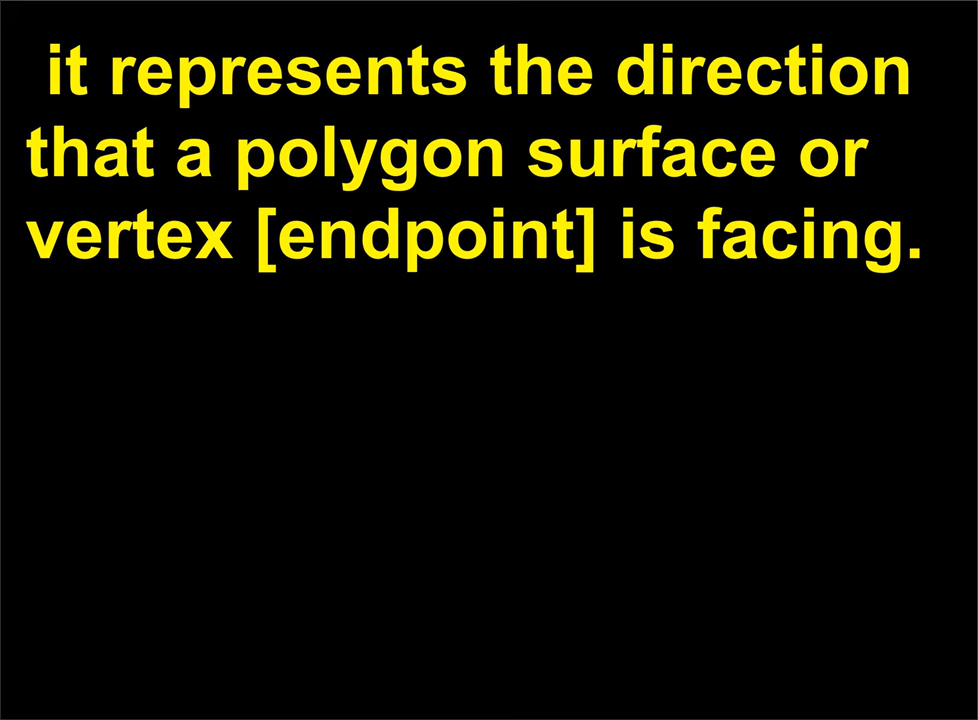 it represents the direction
that a polygon surface or
vertex [endpoint] is facing.